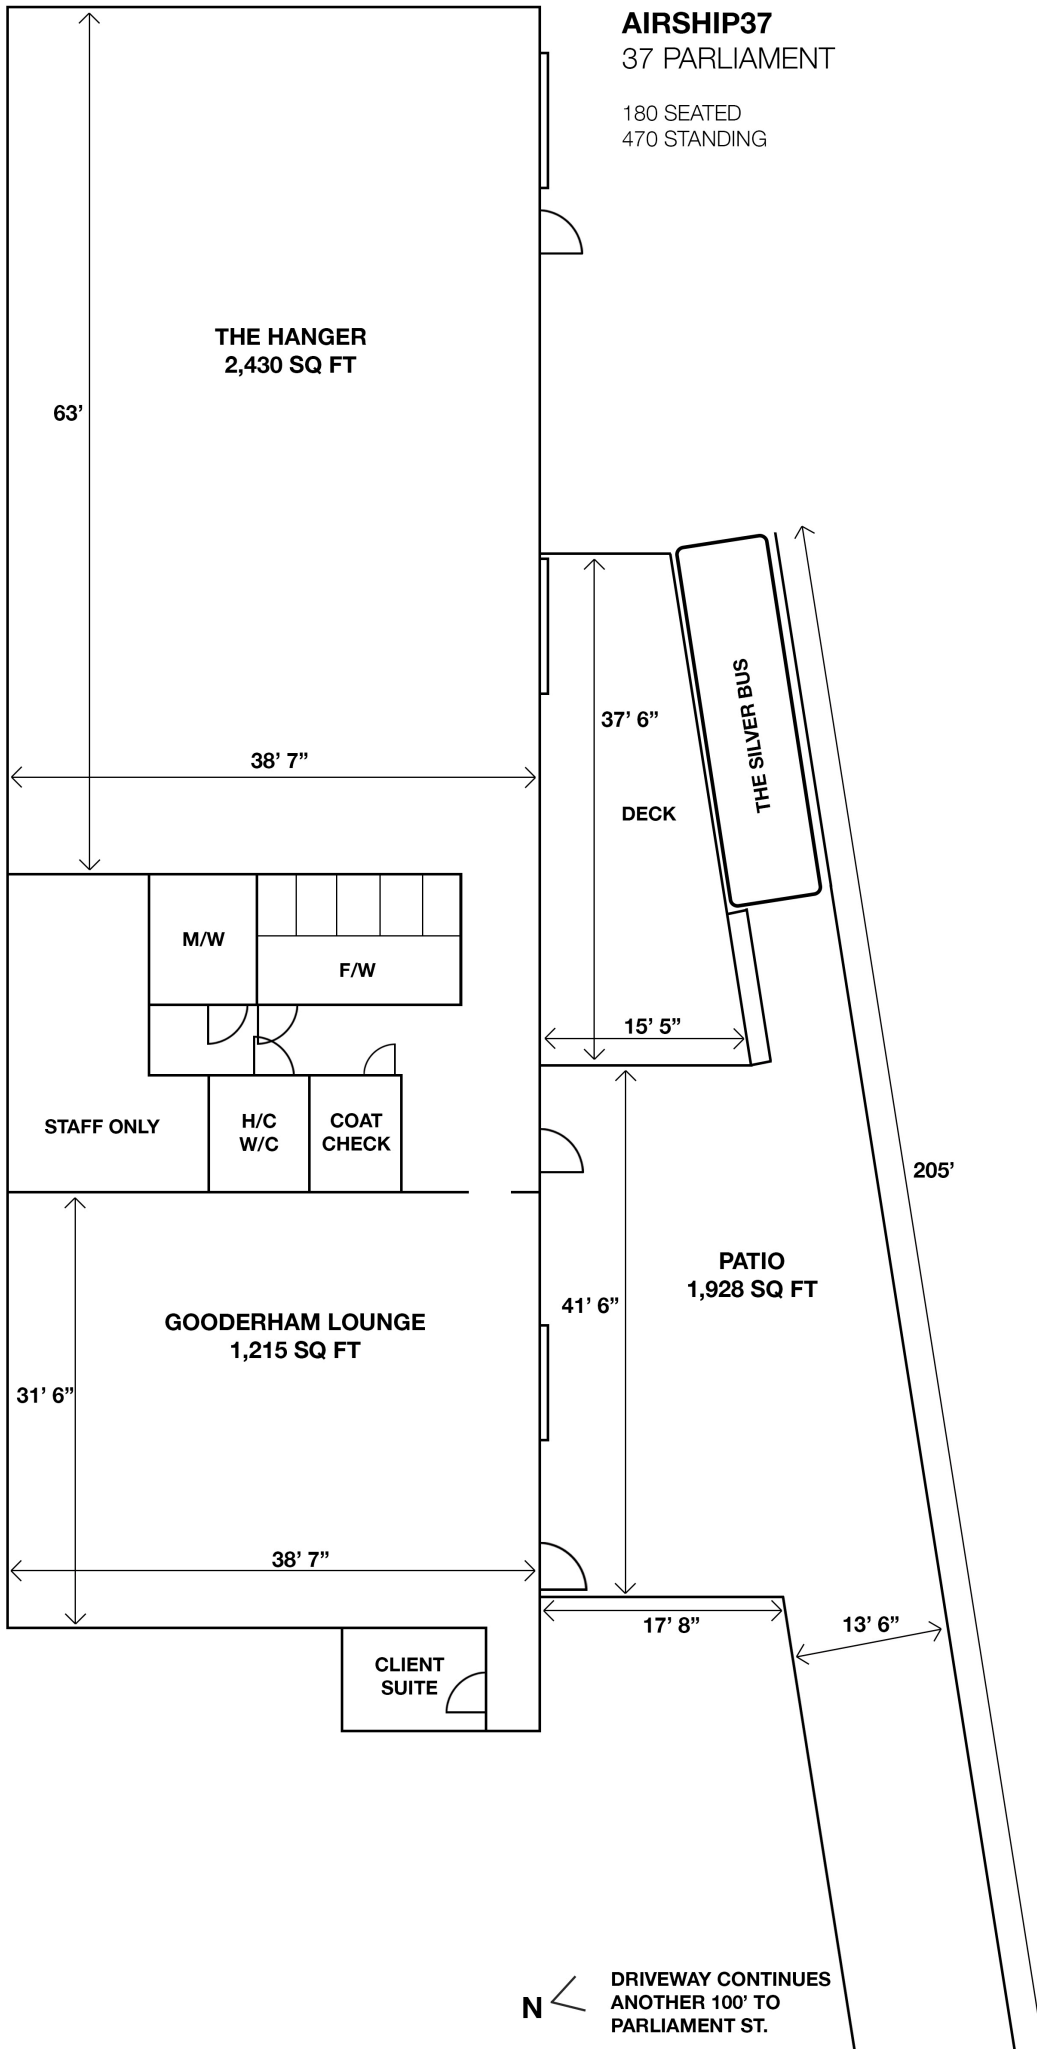 AIRSHIP37
37 PARLIAMENT
180 SEATED
470 STANDING
THE HANGER
2,430 SQ FT
63’
38’ 7”
37’ 6”
THE SILVER BUS
DECK
15’ 5”
M/W
F/W
STAFF ONLY
H/C
W/C
COAT
CHECK
205’
PATIO
1,928 SQ FT
41’ 6”
GOODERHAM LOUNGE
1,215 SQ FT
31’ 6”
38’ 7”
17’ 8”
13’ 6”
CLIENT
SUITE
N
DRIVEWAY CONTINUES
ANOTHER 100’ TO
PARLIAMENT ST.